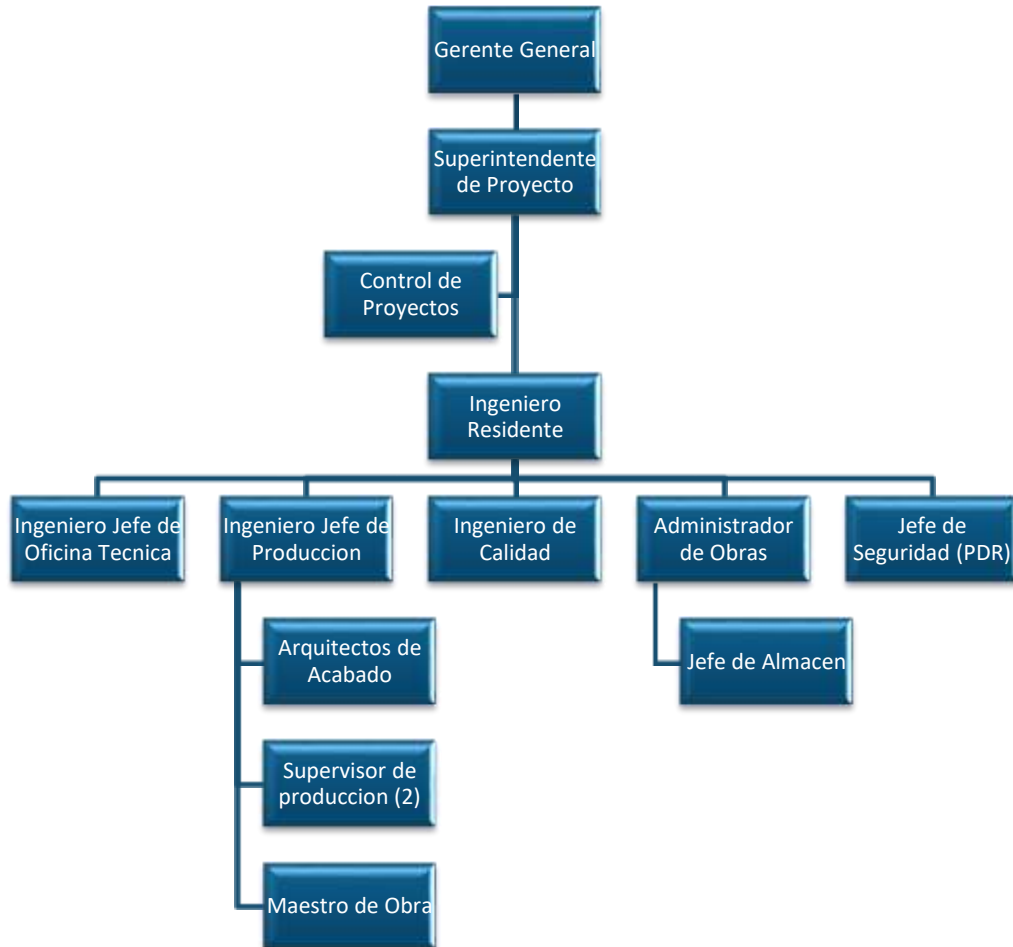 Gerente General
Superintendente
de Proyecto
Control de
Proyectos
Ingeniero
Residente
Ingeniero Jefe de
Oficina Tecnica
Ingeniero Jefe de
Produccion
Ingeniero de
Calidad
Administrador
de Obras
Jefe de
Seguridad (PDR)
Arquitectos de
Acabado
Jefe de Almacen
Supervisor de
produccion (2)
Maestro de Obra